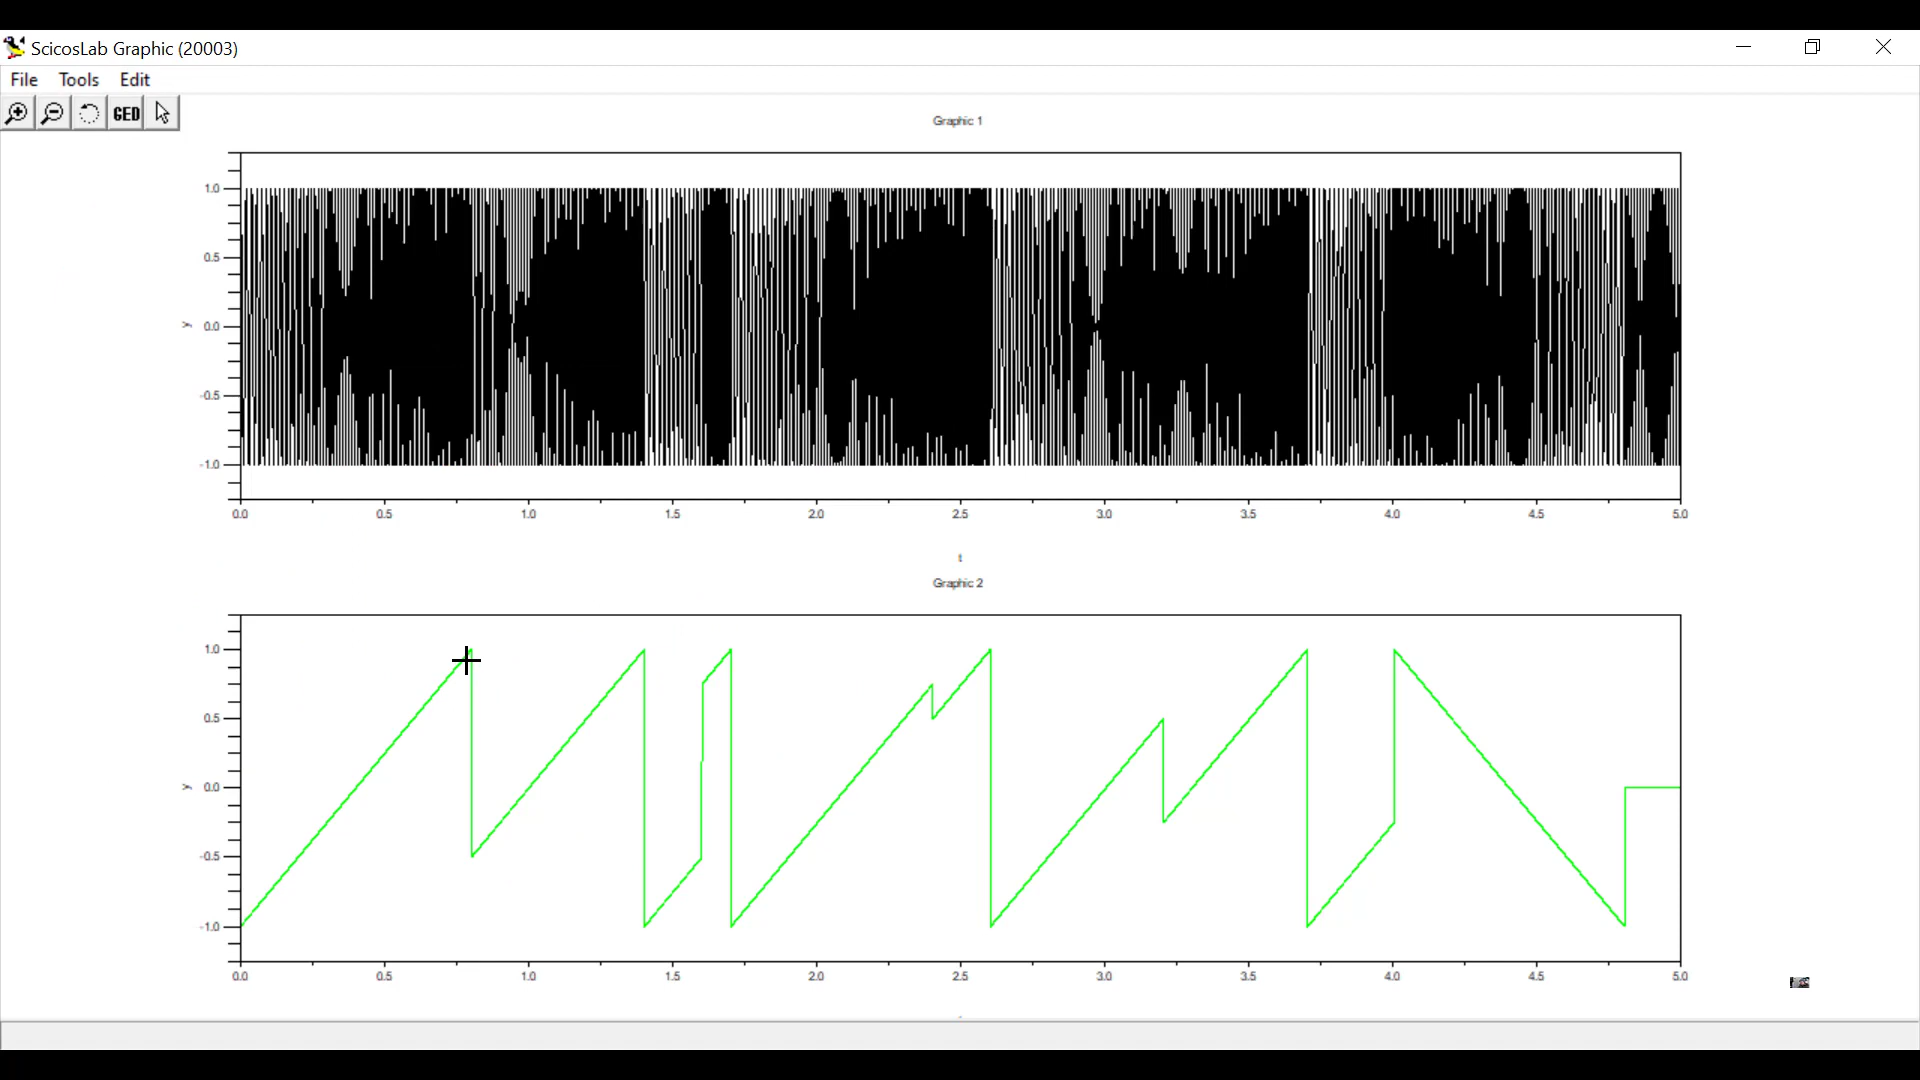 ScicosLab Graphic (20003)
File Tools Edit
GED
Graphic 1
1.0
0.5
y
0.0
-0.5
-1.0
0.0 0.5 1.0 1.5 2.0 2.5 3.0 3.5 4.0 4.5 5.0
t
Graphic 2
1.0
0.5
y
0.0
-0.5
-1.0
0.0 0.5 1.0 1.5 2.0 2.5 3.0 3.5 4.0 4.5 5.0